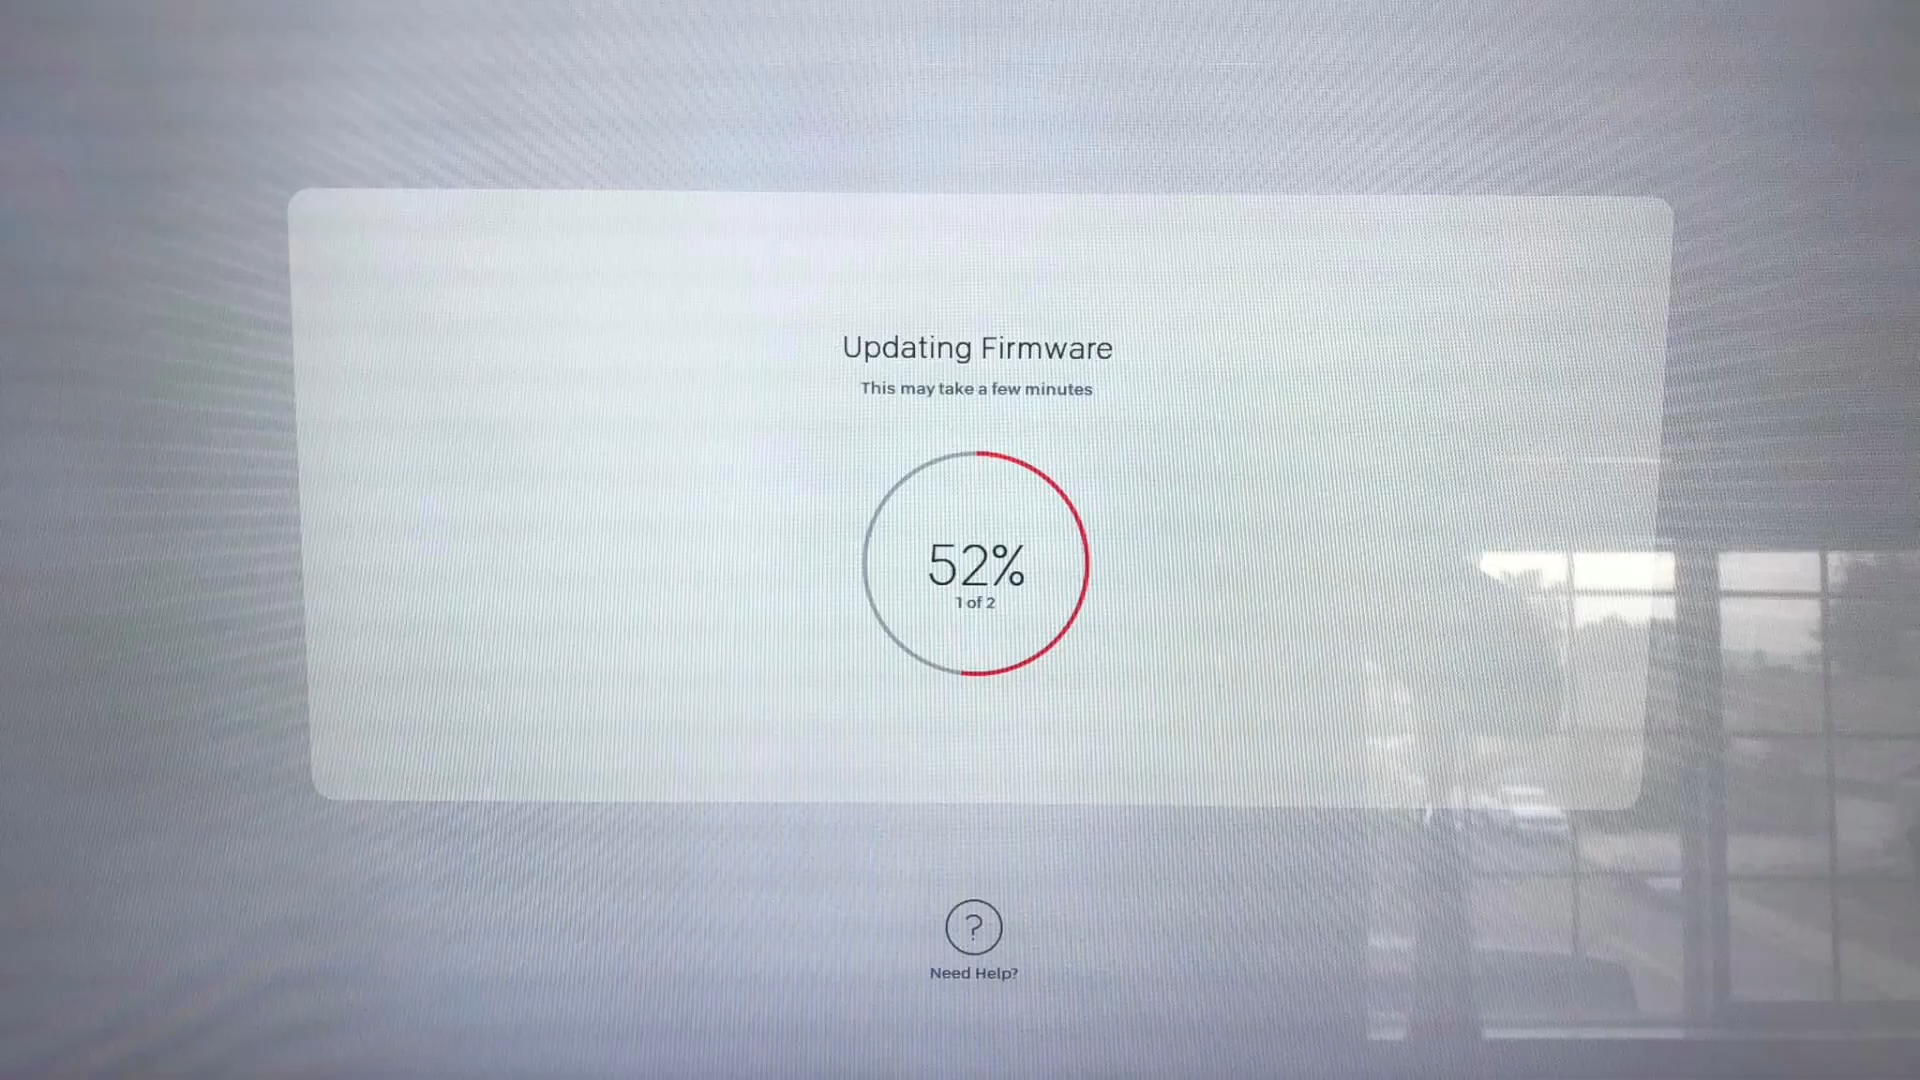 Updating Firmware
This may take a few minutes
52%
1 of 2
?
Need Help?